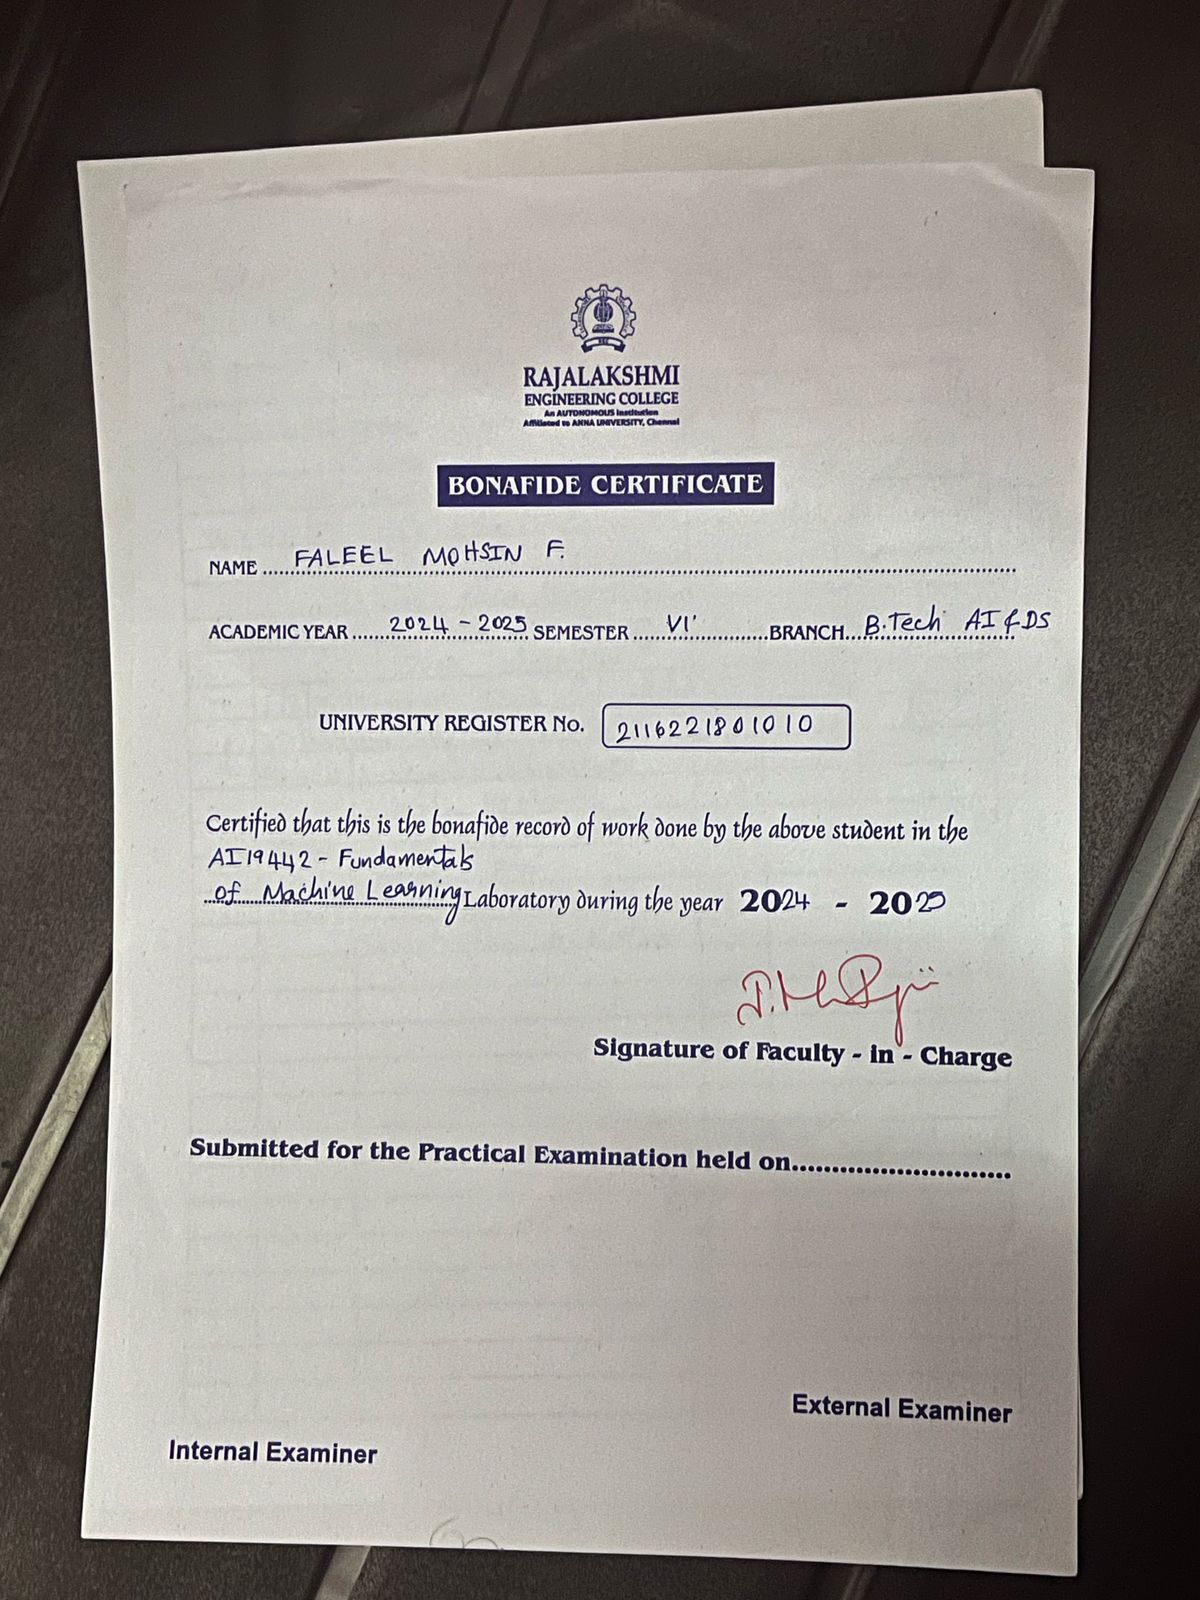 RAJALAKSHMI
ENGINEERING COLLEGE
An AUTONOMOUS Institution
Affiliated to ANNA UNIVERSITY, Chennai
BONAFIDE CERTIFICATE
NAME FALEEL MOHSIN F.
ACADEMIC YEAR 2024 - 2025 SEMESTER VI BRANCH B.Tech AI & DS
UNIVERSITY REGISTER No. 2116221801010
Certified that this is the bonafide record of work done by the above student in the
AI19442 - Fundamentals
of Machine Learning Laboratory during the year 2024 - 2025
Signature of Faculty - in - Charge
Submitted for the Practical Examination held on
External Examiner
Internal Examiner